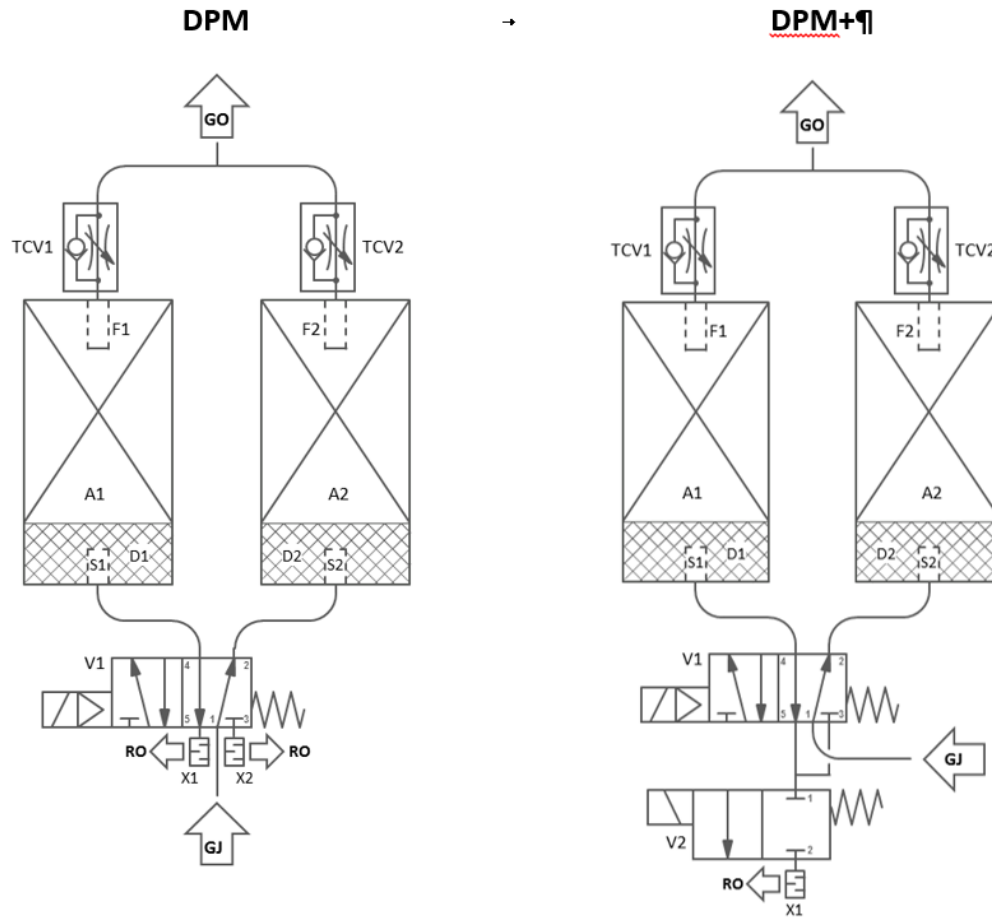 DPM → DPM+¶
GO GO
TCV1 TCV2 TCV1 TCV2
F1 F2 F1 F2
A1 A2 A1 A2
S1 D1 D2 S2 S1 D1 D2 S2
V1 4 2 V1 4 2
5 1 3 5 1 3
RO RO
X1 X2 GJ
GJ 1
V2 2
RO
X1